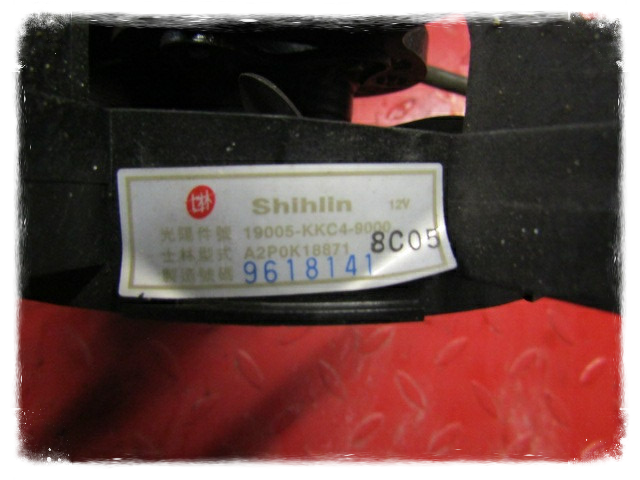 士林 Shihlin 12V
光陽件號 19005-KKC4-9000
士林型式 A2P0K18871 8C05
製造號碼 9618141